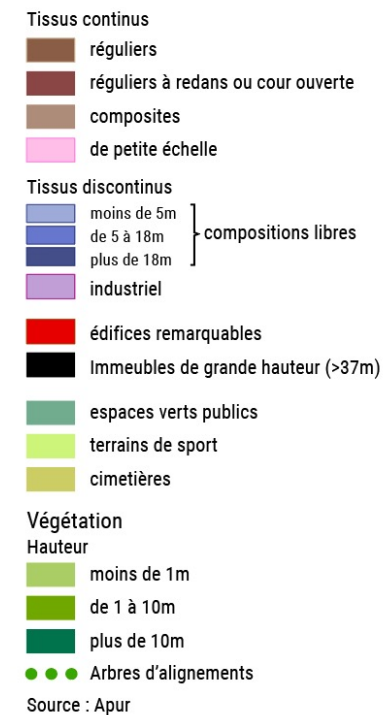 Tissus continus
réguliers
réguliers à redans ou cour ouverte
composites
de petite échelle
Tissus discontinus
moins de 5m
de 5 à 18m
compositions libres
plus de 18m
industriel
édifices remarquables
Immeubles de grande hauteur (>37m)
espaces verts publics
terrains de sport
cimetières
Végétation
Hauteur
moins de 1m
de 1 à 10m
plus de 10m
Arbres d’alignements
Source : Apur